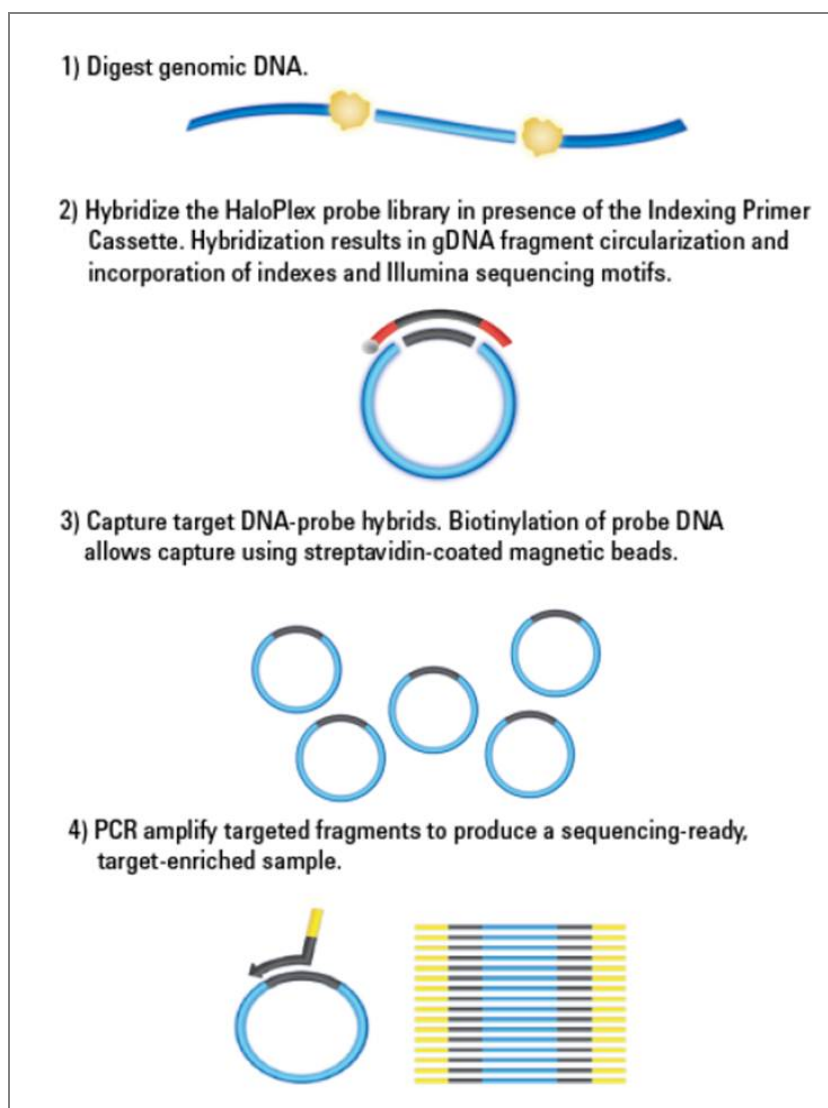 1) Digest genomic DNA.
2) Hybridize the HaloPlex probe library in presence of the Indexing Primer
Cassette. Hybridization results in gDNA fragment circularization and
incorporation of indexes and Illumina sequencing motifs.
3) Capture target DNA-probe hybrids. Biotinylation of probe DNA
allows capture using streptavidin-coated magnetic beads.
4) PCR amplify targeted fragments to produce a sequencing-ready,
target-enriched sample.